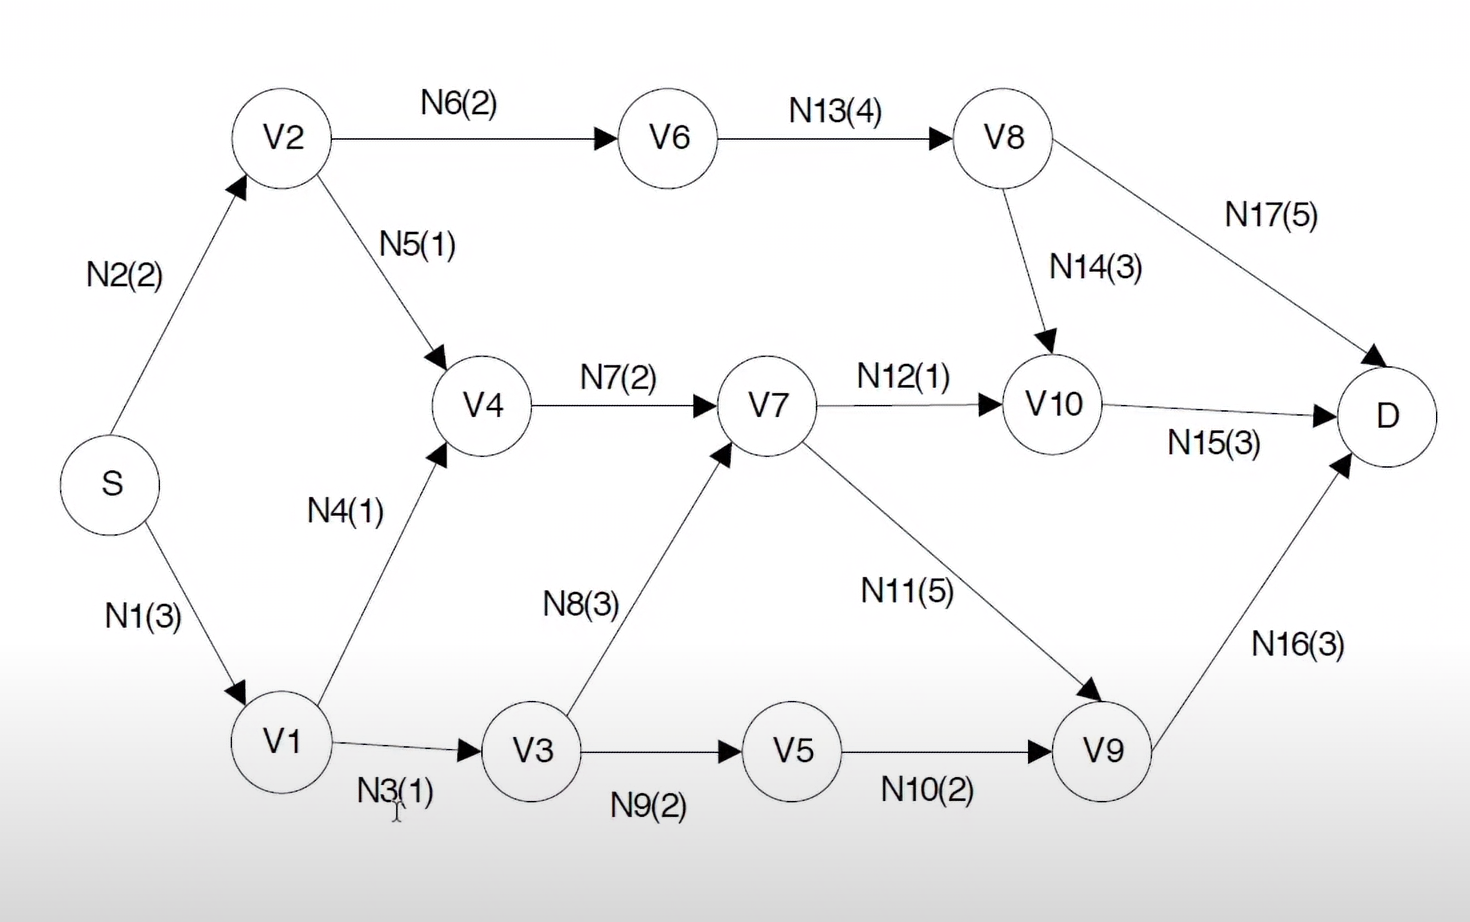 N6(2)
N13(4)
V2
V6
V8
N17(5)
N5(1)
N2(2)
N14(3)
N7(2)
N12(1)
V4
V7
V10
D
N15(3)
S
N4(1)
N11(5)
N8(3)
N1(3)
N16(3)
V1
V3
V5
V9
N3(1)
N9(2)
N10(2)